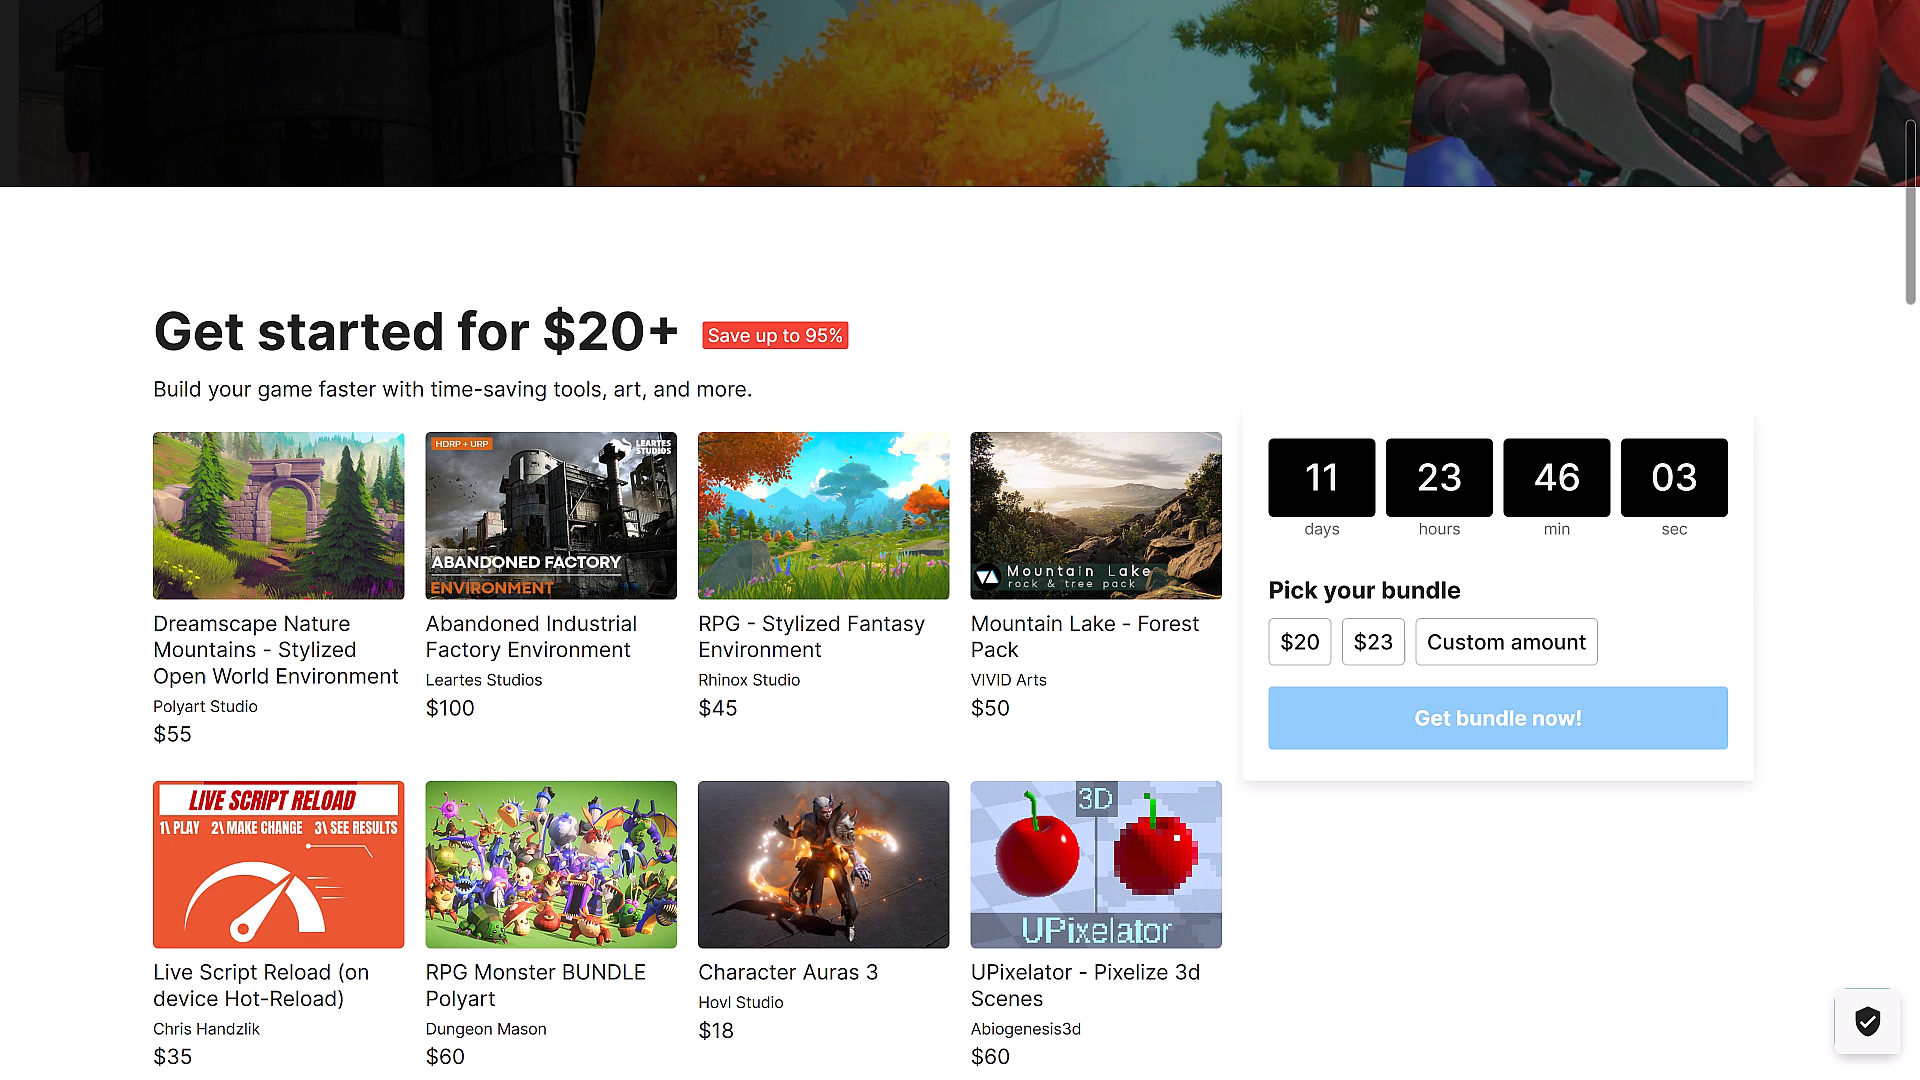 Get started for $20+
Save up to 95%
Build your game faster with time-saving tools, art, and more.
HDRP + URP
LEARTES
STUDIOS
ABANDONED FACTORY
ENVIRONMENT
Mountain Lake
rock & tree pack
Dreamscape Nature
Mountains - Stylized
Open World Environment
Polyart Studio
$55
Abandoned Industrial
Factory Environment
Leartes Studios
$100
RPG - Stylized Fantasy
Environment
Rhinox Studio
$45
Mountain Lake - Forest
Pack
VIVID Arts
$50
11
days
23
hours
46
min
03
sec
Pick your bundle
$20
$23
Custom amount
Get bundle now!
LIVE SCRIPT RELOAD
1\ PLAY 2\ MAKE CHANGE 3\ SEE RESULTS
3D
UPixelator
Live Script Reload (on
device Hot-Reload)
Chris Handzlik
$35
RPG Monster BUNDLE
Polyart
Dungeon Mason
$60
Character Auras 3
Hovl Studio
$18
UPixelator - Pixelize 3d
Scenes
Abiogenesis3d
$60